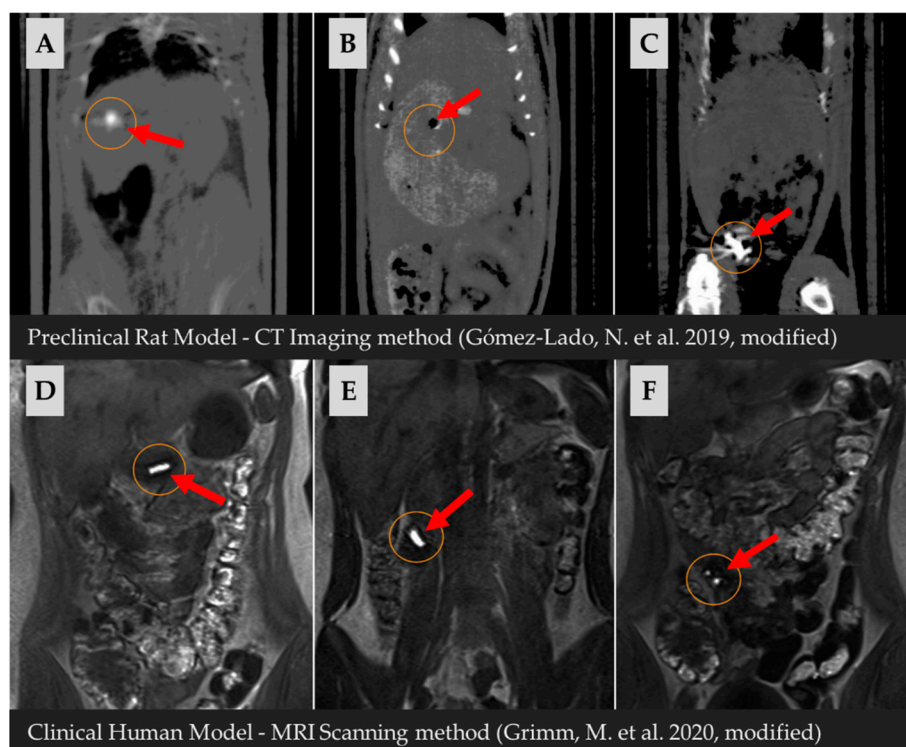 A
B
C
Preclinical Rat Model - CT Imaging method (Gómez-Lado, N. et al. 2019, modified)
D
E
F
Clinical Human Model - MRI Scanning method (Grimm, M. et al. 2020, modified)